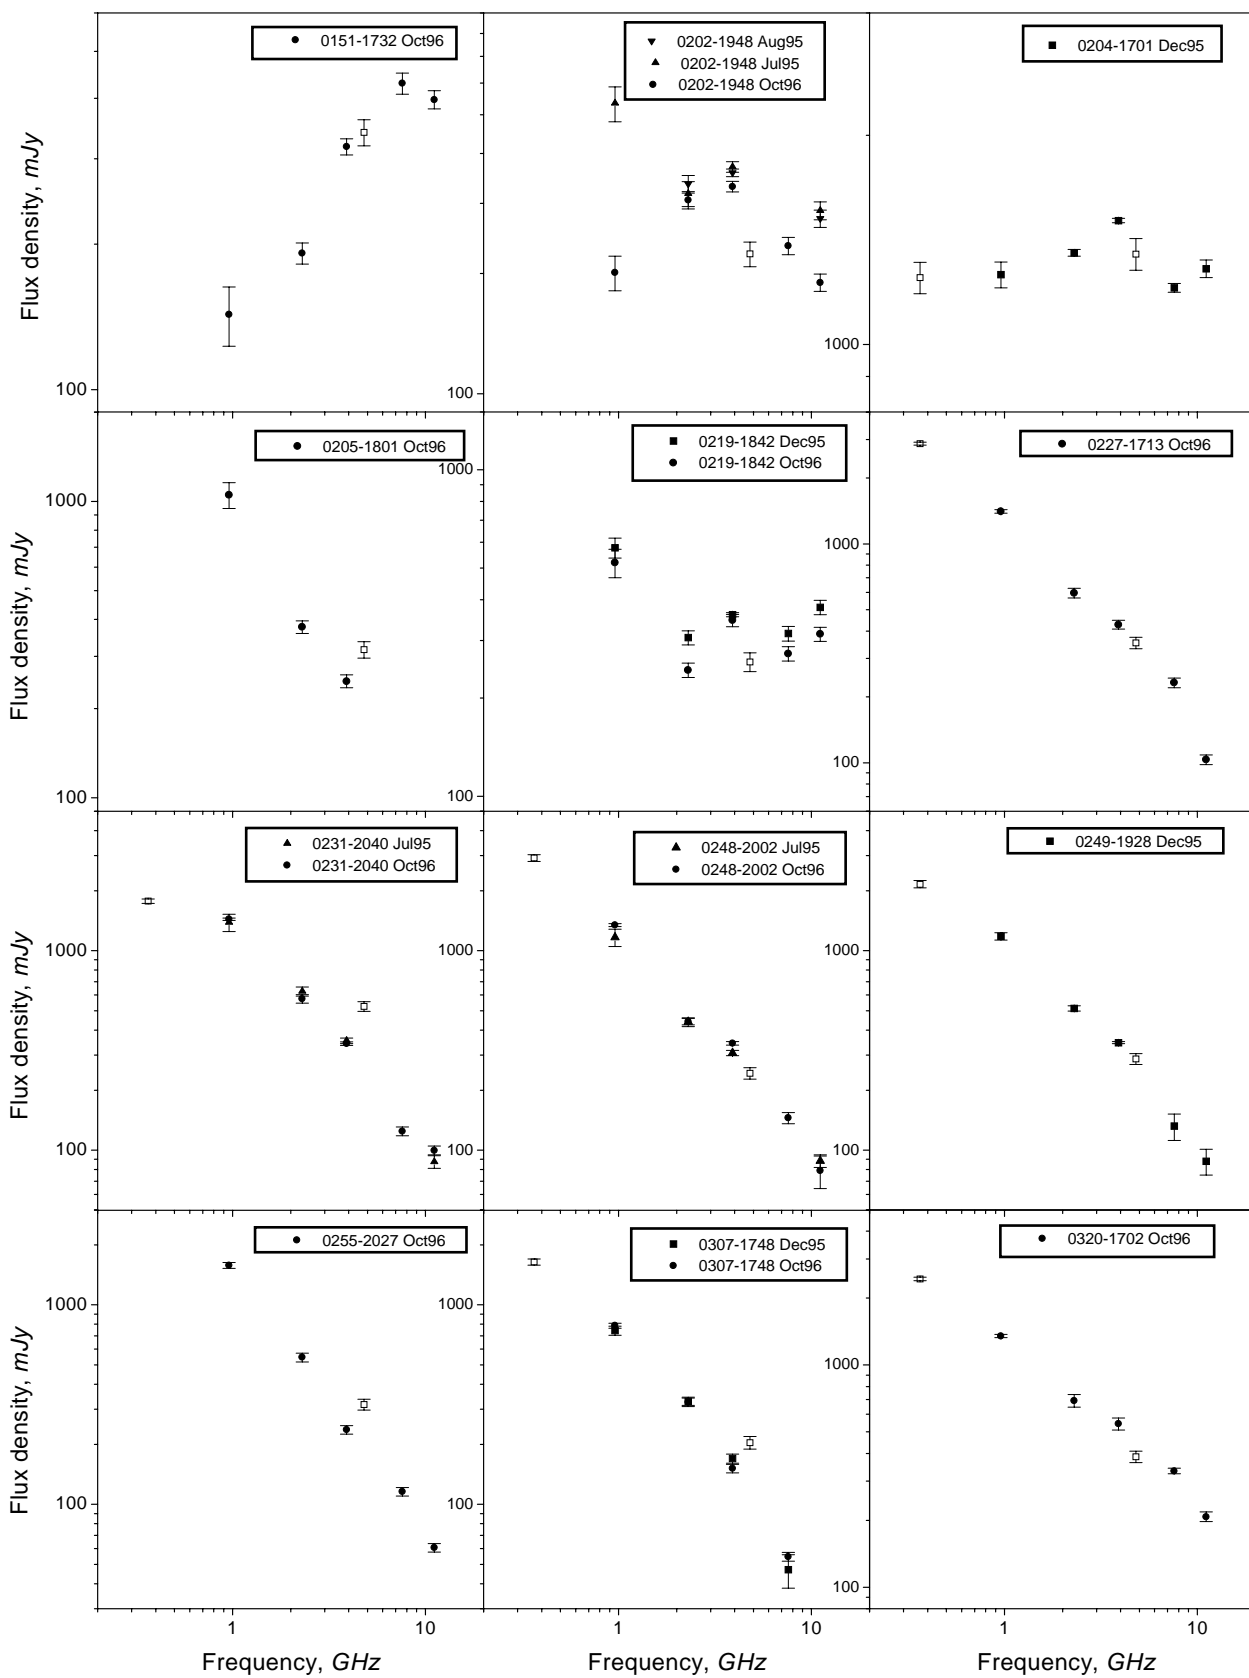 0151-1732 Oct96
0202-1948 Aug95
0202-1948 Jul95
0202-1948 Oct96
0204-1701 Dec95
Flux density, mJy
100
100
1000
0205-1801 Oct96
0219-1842 Dec95
0219-1842 Oct96
0227-1713 Oct96
Flux density, mJy
1000
100
1000
100
1000
100
0231-2040 Jul95
0231-2040 Oct96
0248-2002 Jul95
0248-2002 Oct96
0249-1928 Dec95
Flux density, mJy
1000
100
1000
100
1000
100
0255-2027 Oct96
0307-1748 Dec95
0307-1748 Oct96
0320-1702 Oct96
Flux density, mJy
1000
100
1000
100
1000
100
1 10
1 10
1 10
Frequency, GHz
Frequency, GHz
Frequency, GHz